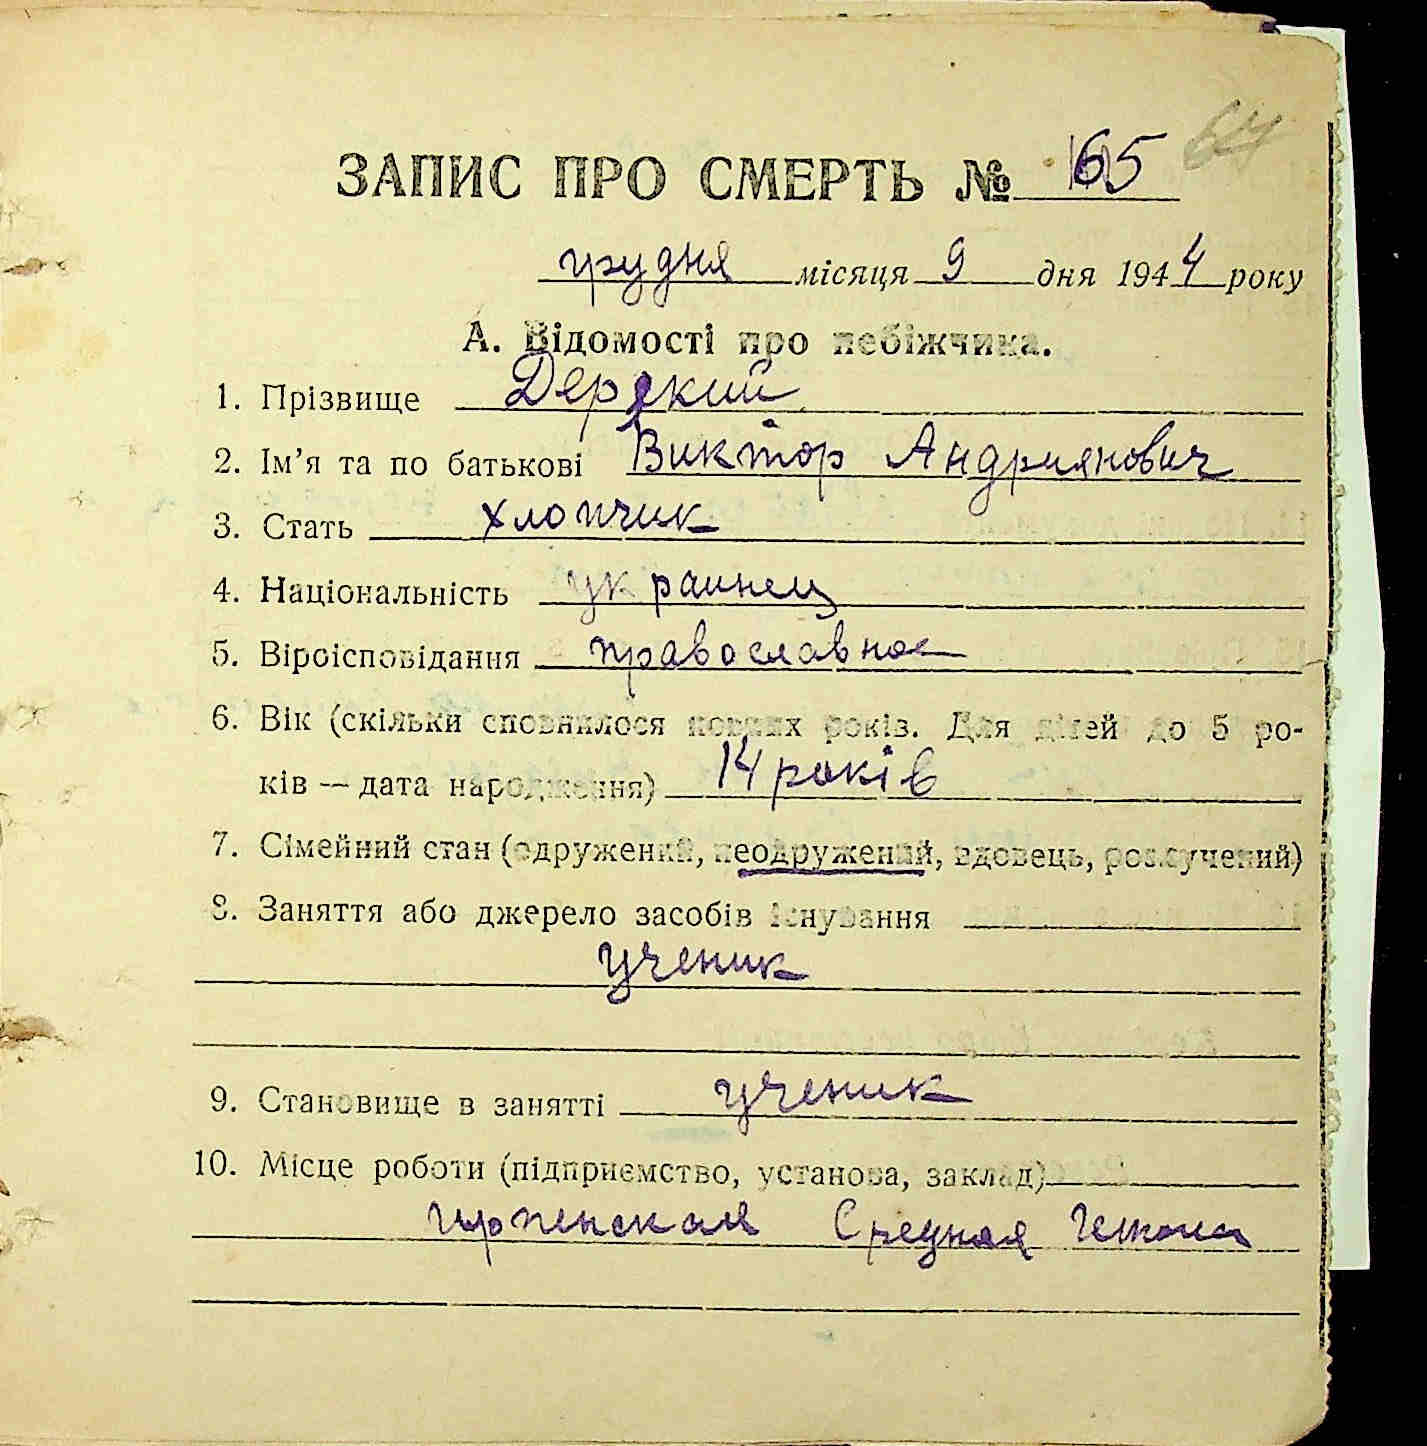 64
ЗАПИС ПРО СМЕРТЬ № 165
грудня місяця 9 дня 1944 року
А. Відомості про небіжчика.
1. Прізвище Дерский
2. Ім’я та по батькові Виктор Андриянович
3. Стать хлопчик
4. Національність украинец
5. Віроісповідання православное
6. Вік (скільки сповнилося повних років. Для дітей до 5 ро-
ків — дата народження) 14 років
7. Сімейний стан (одружений, неодружений, вдовець, розлучений)
8. Заняття або джерело засобів існування
ученик
9. Становище в занятті ученик
10. Місце роботи (підприємство, установа, заклад)
Средняя